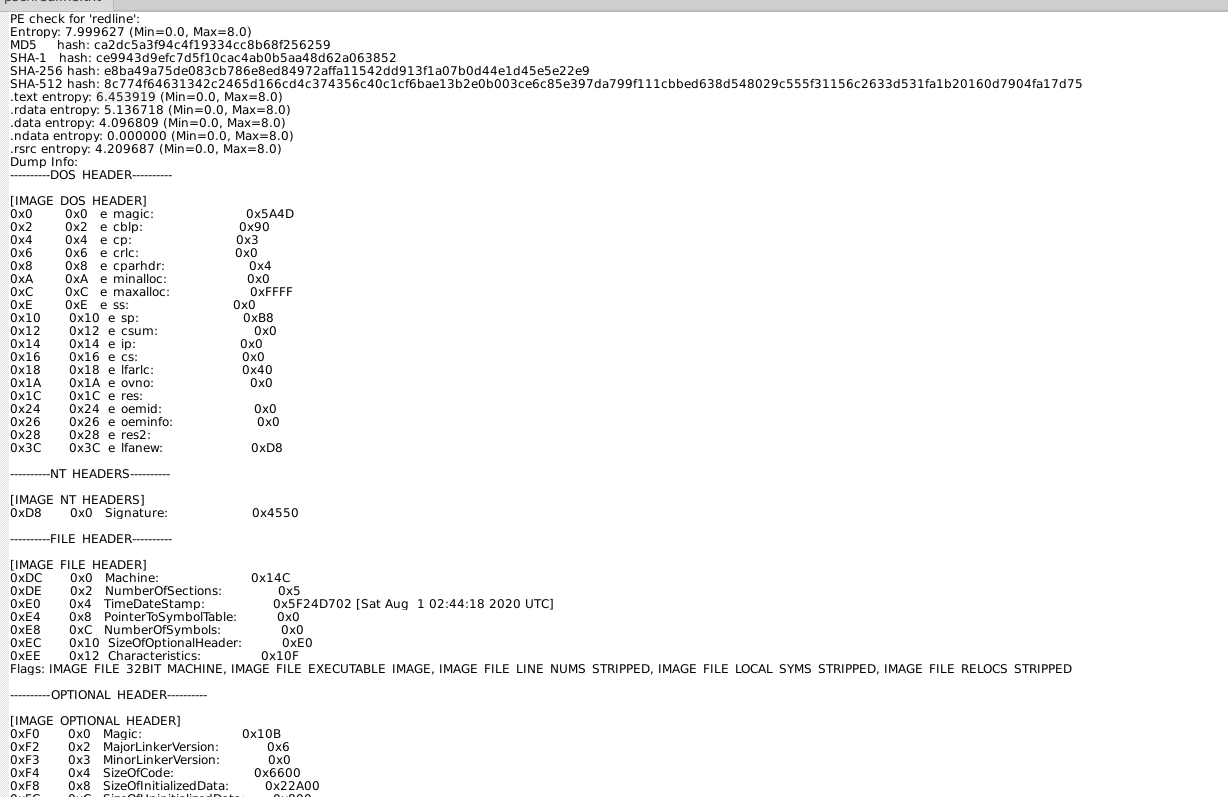 PE check for 'redline':
Entropy: 7.999627 (Min=0.0, Max=8.0)
MD5 hash: ca2dc5a3f94c4f19334cc8b68f256259
SHA-1 hash: ce9943d9efc7d5f10cac4ab0b5aa48d62a063852
SHA-256 hash: e8ba49a75de083cb786e8ed84972affa11542dd913f1a07b0d44e1d45e5e22e9
SHA-512 hash: 8c774f64631342c2465d166cd4c374356c40c1cf6bae13b2e0b003ce6c85e397da799f111cbbed638d548029c555f31156c2633d531fa1b20160d7904fa17d75
.text entropy: 6.453919 (Min=0.0, Max=8.0)
.rdata entropy: 5.136718 (Min=0.0, Max=8.0)
.data entropy: 4.096809 (Min=0.0, Max=8.0)
.ndata entropy: 0.000000 (Min=0.0, Max=8.0)
.rsrc entropy: 4.209687 (Min=0.0, Max=8.0)
Dump Info:
----------DOS_HEADER----------
[IMAGE_DOS_HEADER]
0x0 0x0 e_magic: 0x5A4D
0x2 0x2 e_cblp: 0x90
0x4 0x4 e_cp: 0x3
0x6 0x6 e_crlc: 0x0
0x8 0x8 e_cparhdr: 0x4
0xA 0xA e_minalloc: 0x0
0xC 0xC e_maxalloc: 0xFFFF
0xE 0xE e_ss: 0x0
0x10 0x10 e_sp: 0xB8
0x12 0x12 e_csum: 0x0
0x14 0x14 e_ip: 0x0
0x16 0x16 e_cs: 0x0
0x18 0x18 e_lfarlc: 0x40
0x1A 0x1A e_ovno: 0x0
0x1C 0x1C e_res:
0x24 0x24 e_oemid: 0x0
0x26 0x26 e_oeminfo: 0x0
0x28 0x28 e_res2:
0x3C 0x3C e_lfanew: 0xD8
----------NT_HEADERS----------
[IMAGE_NT_HEADERS]
0xD8 0x0 Signature: 0x4550
----------FILE_HEADER----------
[IMAGE_FILE_HEADER]
0xDC 0x0 Machine: 0x14C
0xDE 0x2 NumberOfSections: 0x5
0xE0 0x4 TimeDateStamp: 0x5F24D702 [Sat Aug 1 02:44:18 2020 UTC]
0xE4 0x8 PointerToSymbolTable: 0x0
0xE8 0xC NumberOfSymbols: 0x0
0xEC 0x10 SizeOfOptionalHeader: 0xE0
0xEE 0x12 Characteristics: 0x10F
Flags: IMAGE_FILE_32BIT_MACHINE, IMAGE_FILE_EXECUTABLE_IMAGE, IMAGE_FILE_LINE_NUMS_STRIPPED, IMAGE_FILE_LOCAL_SYMS_STRIPPED, IMAGE_FILE_RELOCS_STRIPPED
----------OPTIONAL_HEADER----------
[IMAGE_OPTIONAL_HEADER]
0xF0 0x0 Magic: 0x10B
0xF2 0x2 MajorLinkerVersion: 0x6
0xF3 0x3 MinorLinkerVersion: 0x0
0xF4 0x4 SizeOfCode: 0x6600
0xF8 0x8 SizeOfInitializedData: 0x22A00